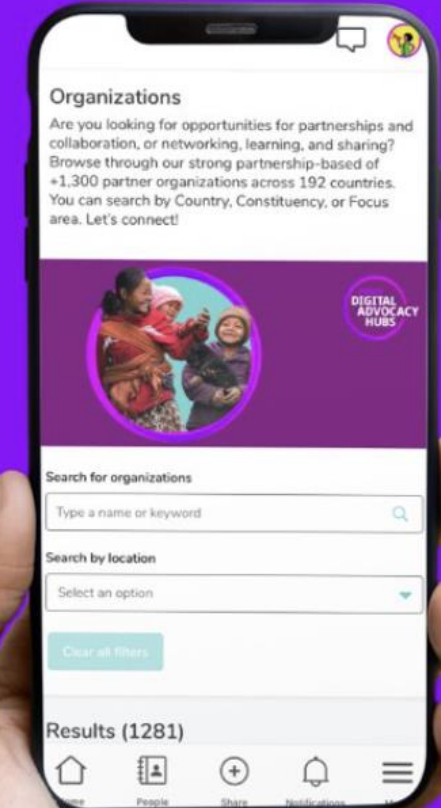 Organizations
Are you looking for opportunities for partnerships and
collaboration, or networking, learning, and sharing?
Browse through our strong partnership-based of
+1,300 partner organizations across 192 countries.
You can search by Country, Constituency, or Focus
area. Let's connect!
DIGITAL
ADVOCACY
HUBS
Search for organizations
Type a name or keyword
Search by location
Select an option
Clear all filters
Results (1281)
People
Share
Notifications